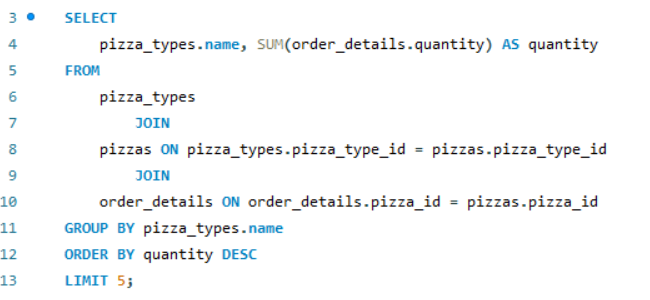 3 SELECT
4 pizza_types.name, SUM(order_details.quantity) AS quantity
5 FROM
6 pizza_types
7 JOIN
8 pizzas ON pizza_types.pizza_type_id = pizzas.pizza_type_id
9 JOIN
10 order_details ON order_details.pizza_id = pizzas.pizza_id
11 GROUP BY pizza_types.name
12 ORDER BY quantity DESC
13 LIMIT 5;